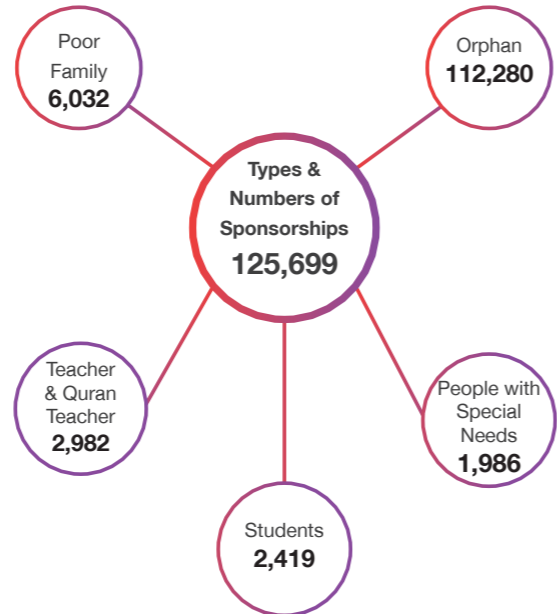 Poor
Family
6,032
Orphan
112,280
Types &
Numbers of
Sponsorships
125,699
Teacher
& Quran
Teacher
2,982
People with
Special
Needs
1,986
Students
2,419